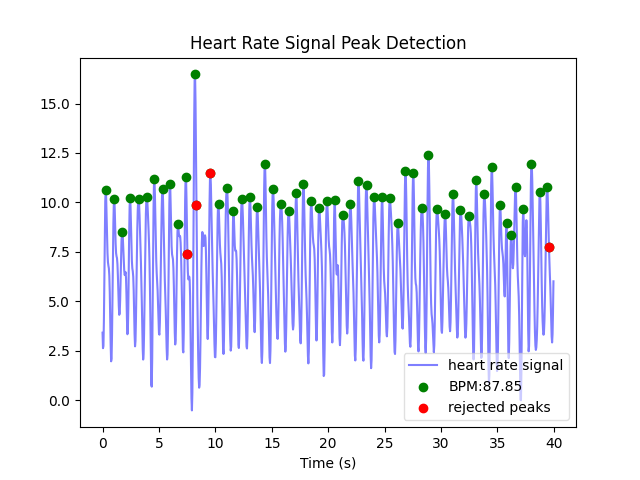 Heart Rate Signal Peak Detection
15.0
12.5
10.0
7.5
5.0
2.5
0.0
heart rate signal
BPM:87.85
rejected peaks
0 5 10 15 20 25 30 35 40
Time (s)